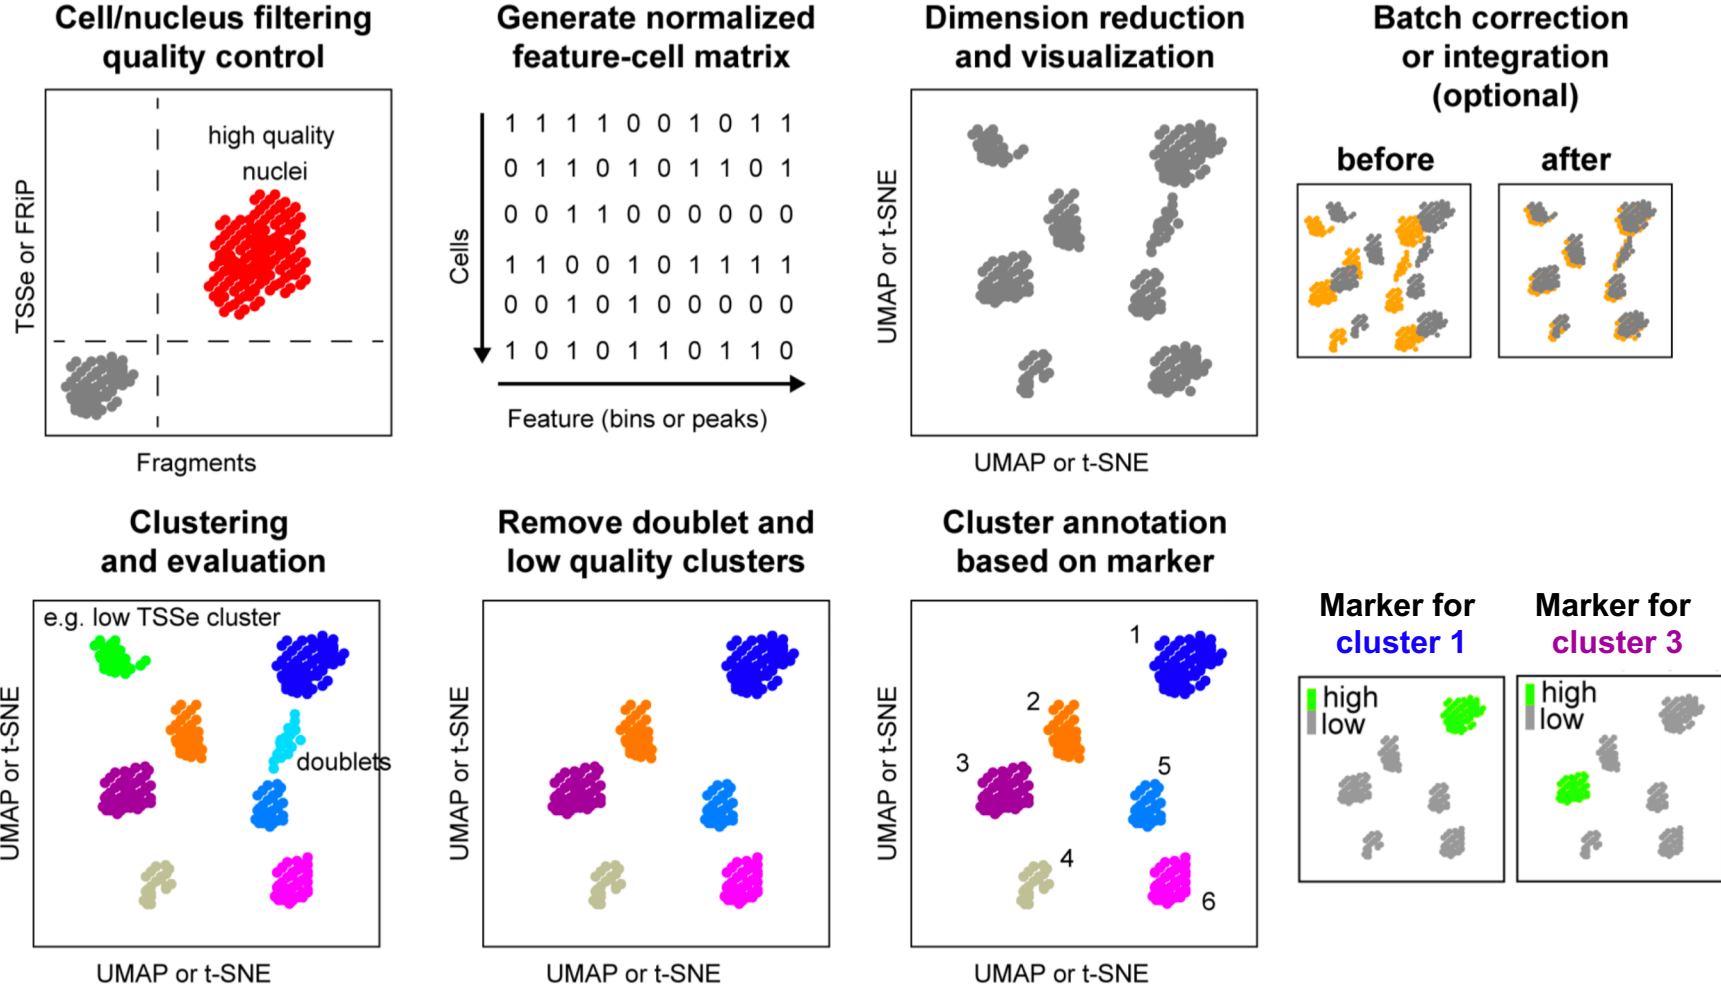 Cell/nucleus filtering
quality control
TSSe or FRiP
high quality
nuclei
Fragments
Generate normalized
feature-cell matrix
Cells
1 1 1 1 0 0 1 0 1 1
0 1 1 0 1 0 1 1 0 1
0 0 1 1 0 0 0 0 0 0
1 1 0 0 1 0 1 1 1 1
0 0 1 0 1 0 0 0 0 0
1 0 1 0 1 1 0 1 1 0
Feature (bins or peaks)
Dimension reduction
and visualization
UMAP or t-SNE
UMAP or t-SNE
Batch correction
or integration
(optional)
before
after
Clustering
and evaluation
e.g. low TSSe cluster
doublets
UMAP or t-SNE
UMAP or t-SNE
Remove doublet and
low quality clusters
UMAP or t-SNE
UMAP or t-SNE
Cluster annotation
based on marker
1
2
3
5
4
6
UMAP or t-SNE
UMAP or t-SNE
Marker for
cluster 1
high
low
Marker for
cluster 3
high
low